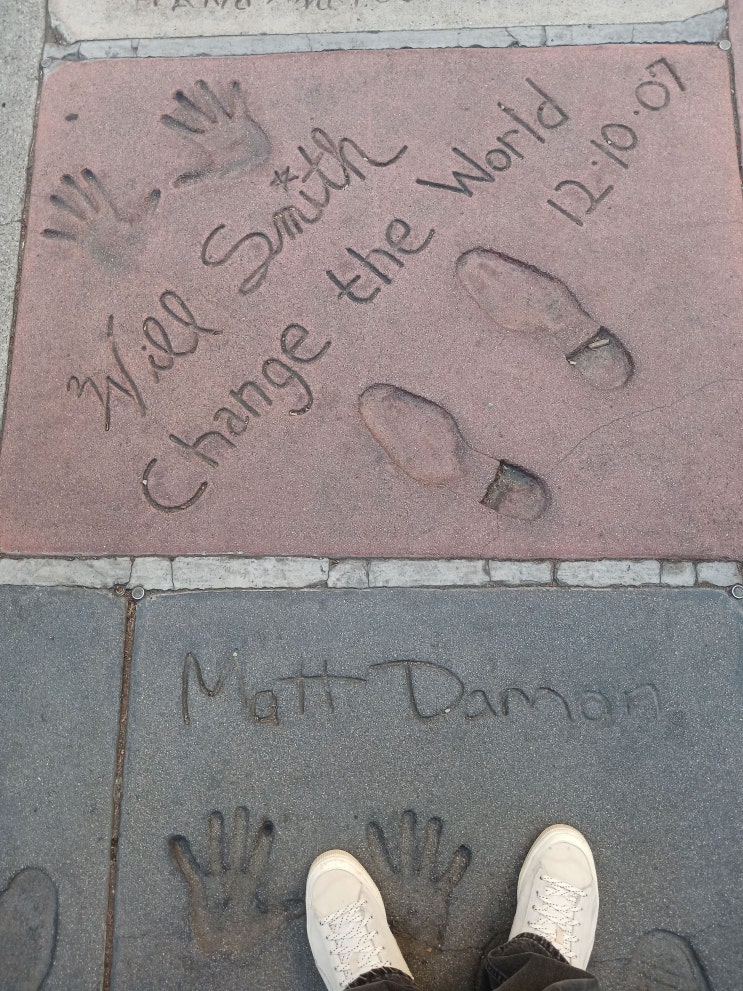 Will Smith
Change the World
12.10.07
Matt Damon